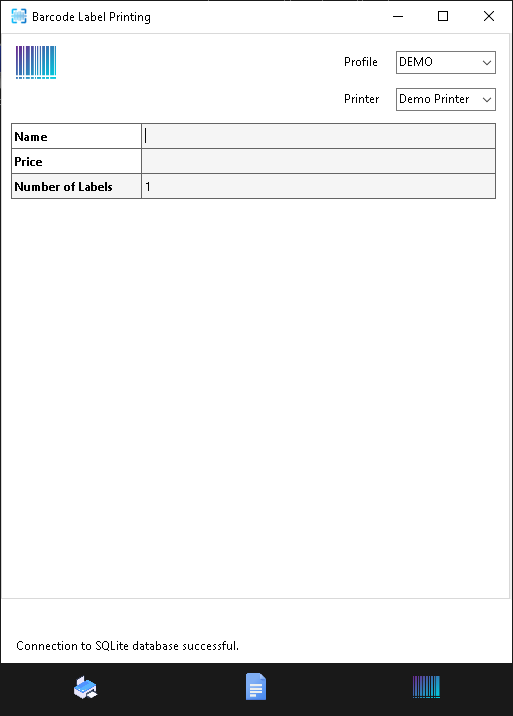 Barcode Label Printing
Profile DEMO
Printer Demo Printer
Name
Price
Number of Labels 1
Connection to SQLite database successful.